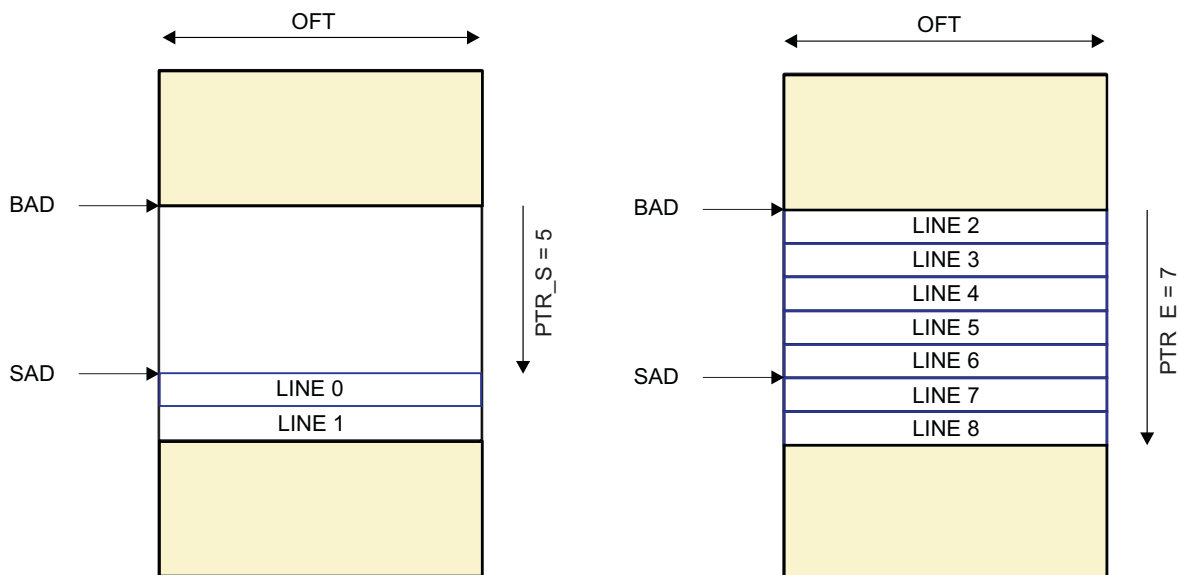 OFT
BAD
PTR_S = 5
SAD
LINE 0
LINE 1
OFT
BAD
LINE 2
LINE 3
LINE 4
LINE 5
LINE 6
SAD
LINE 7
LINE 8
PTR_E = 7